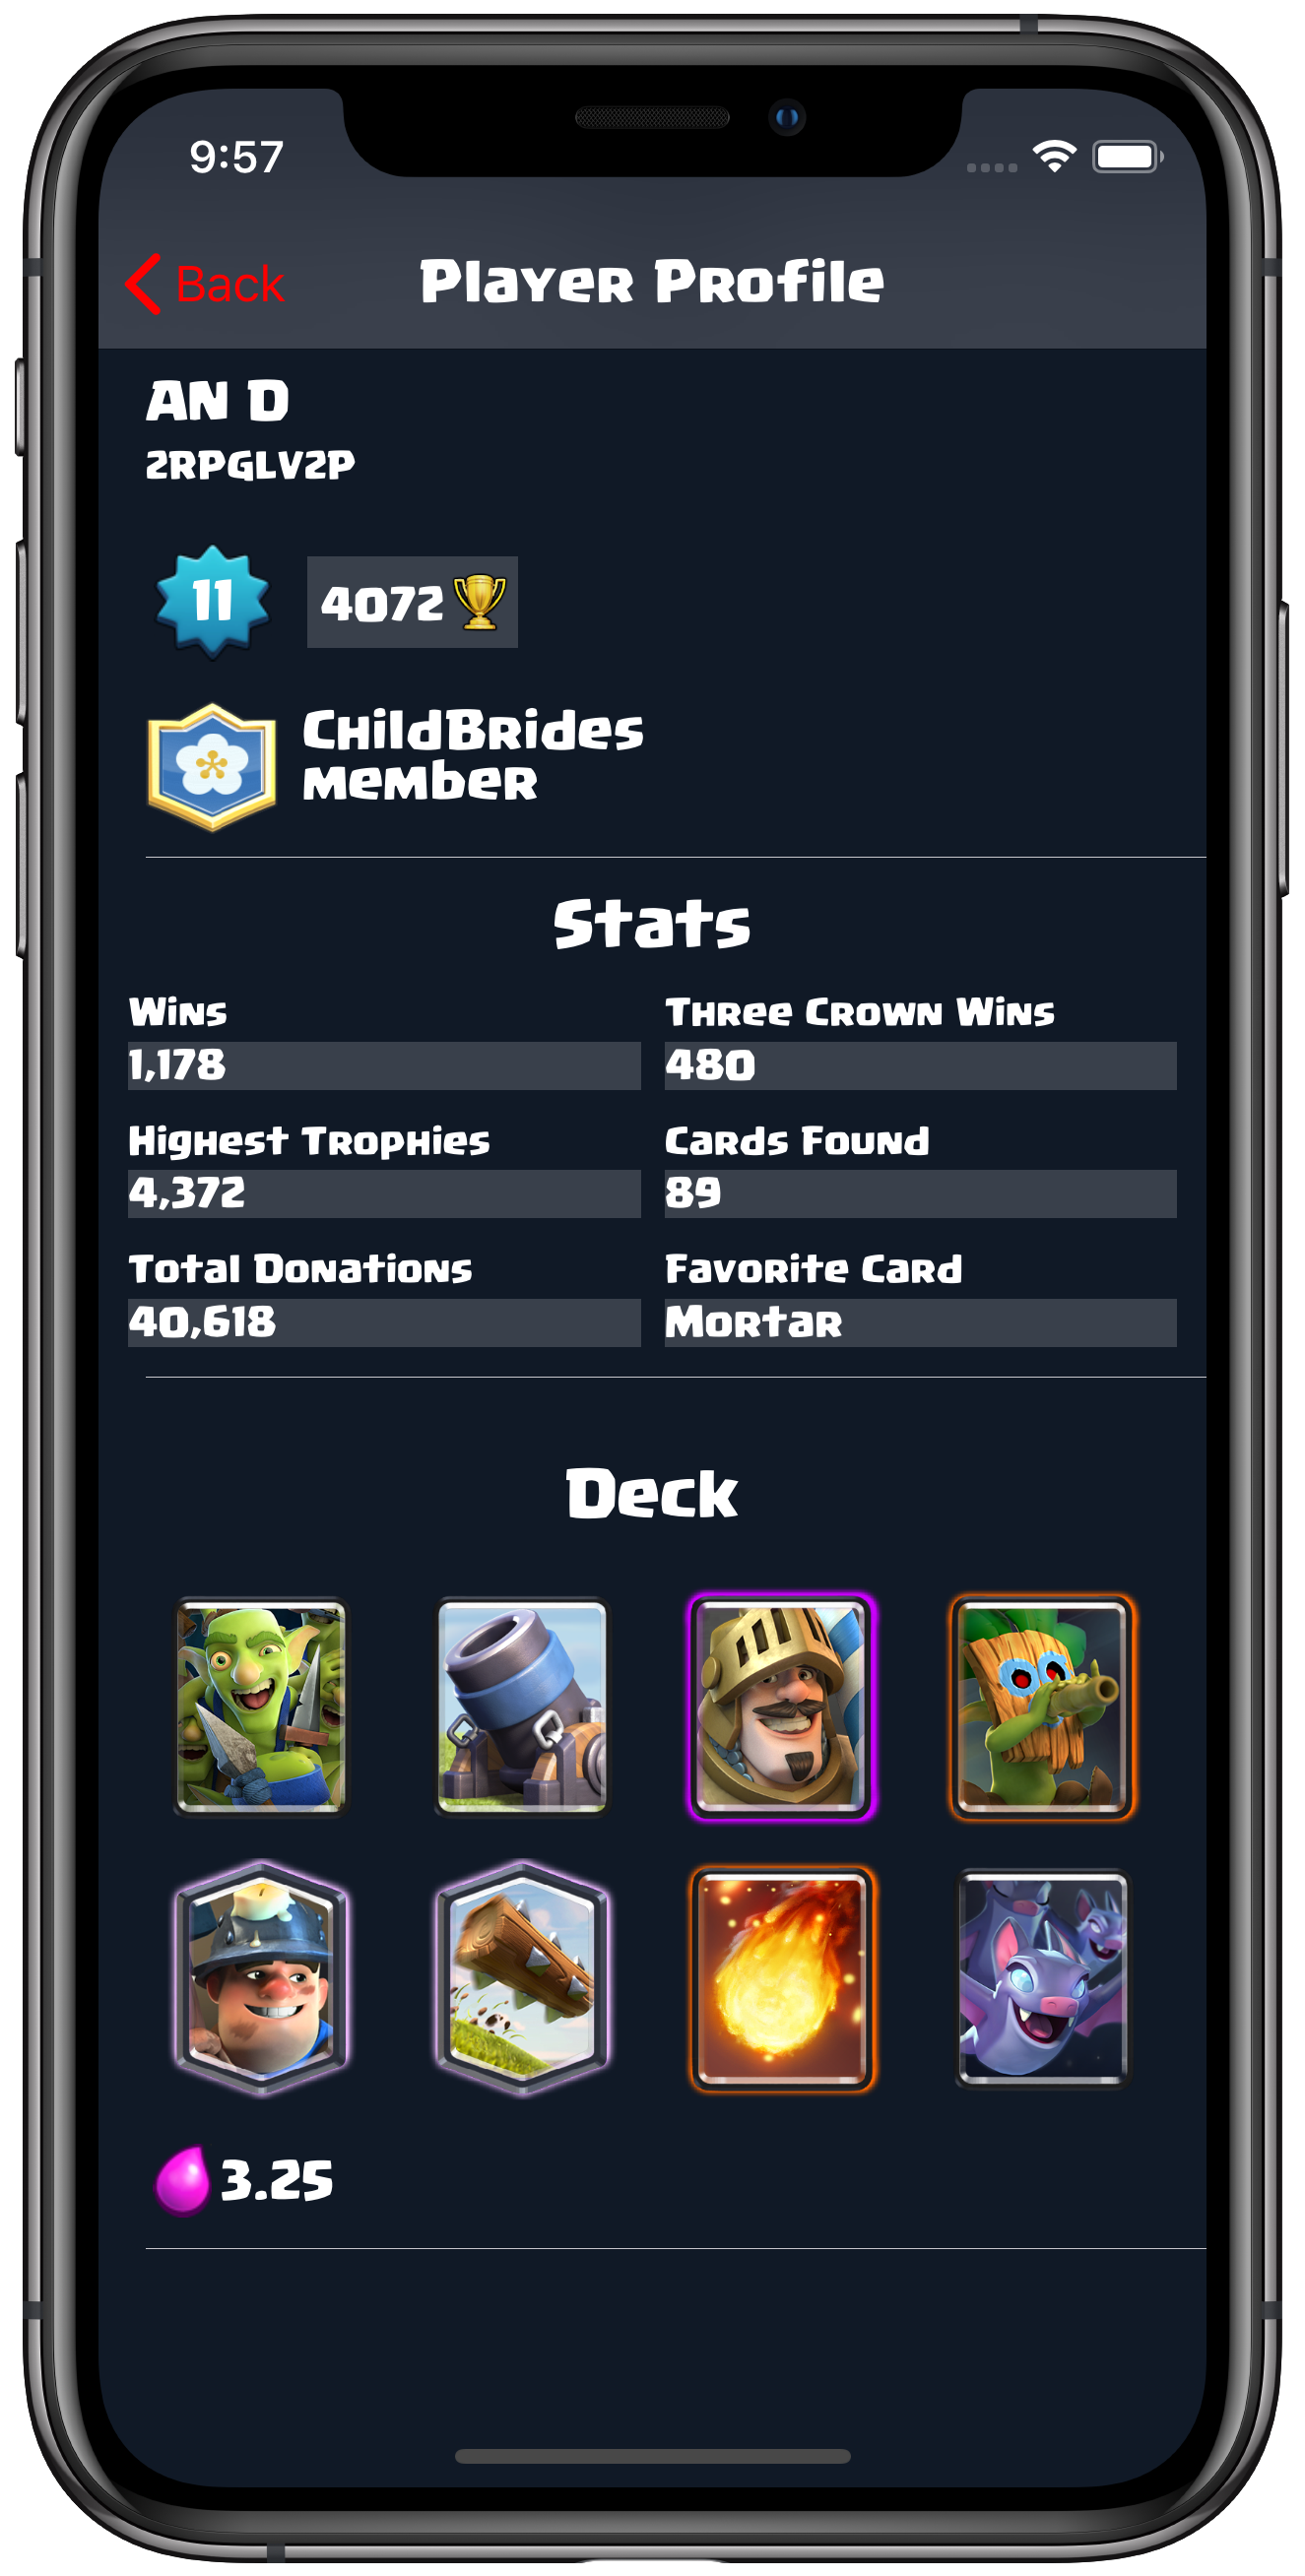 9:57
Back
Player Profile
AN D
2RPGLV2P
11
4072
ChildBrides
member
Stats
Wins
Three Crown Wins
1,178
480
Highest Trophies
Cards Found
4,372
89
Total Donations
Favorite Card
40,618
Mortar
Deck
3.25